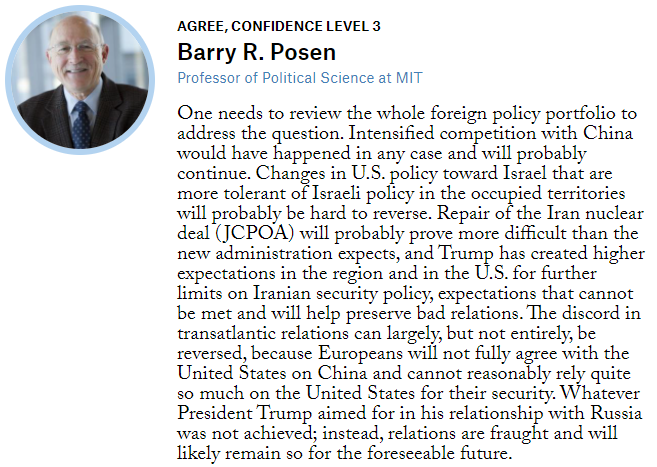 AGREE, CONFIDENCE LEVEL 3
Barry R. Posen
Professor of Political Science at MIT
One needs to review the whole foreign policy portfolio to
address the question. Intensified competition with China
would have happened in any case and will probably
continue. Changes in U.S. policy toward Israel that are
more tolerant of Israeli policy in the occupied territories
will probably be hard to reverse. Repair of the Iran nuclear
deal (JCPOA) will probably prove more difficult than the
new administration expects, and Trump has created higher
expectations in the region and in the U.S. for further
limits on Iranian security policy, expectations that cannot
be met and will help preserve bad relations. The discord in
transatlantic relations can largely, but not entirely, be
reversed, because Europeans will not fully agree with the
United States on China and cannot reasonably rely quite
so much on the United States for their security. Whatever
President Trump aimed for in his relationship with Russia
was not achieved; instead, relations are fraught and will
likely remain so for the foreseeable future.